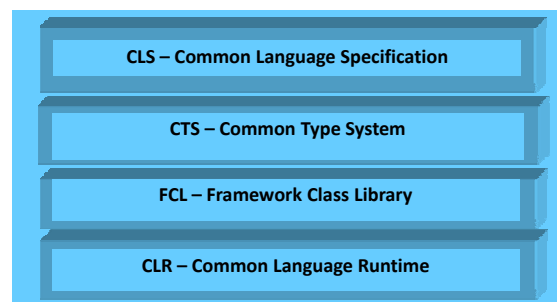 CLS – Common Language Specification
CTS – Common Type System
FCL – Framework Class Library
CLR – Common Language Runtime